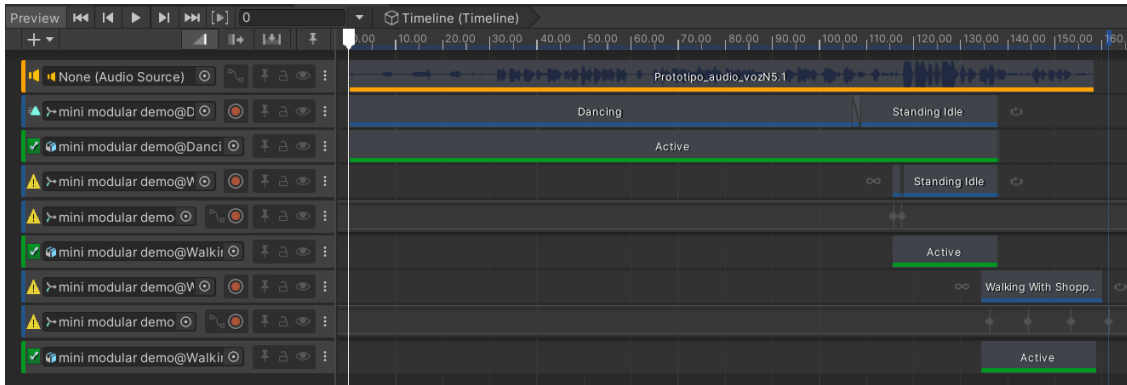 Preview 0 Timeline (Timeline)
0.00 10.00 20.00 30.00 40.00 50.00 60.00 70.00 80.00 90.00 100.00 110.00 120.00 130.00 140.00 150.00 160.
None (Audio Source) Prototipo_audio_vozN5.1
mini modular demo@D Dancing Standing Idle
mini modular demo@Danci Active
mini modular demo@W Standing Idle
mini modular demo
mini modular demo@Walkin Active
mini modular demo@W Walking With Shopp..
mini modular demo
mini modular demo@Walkin Active